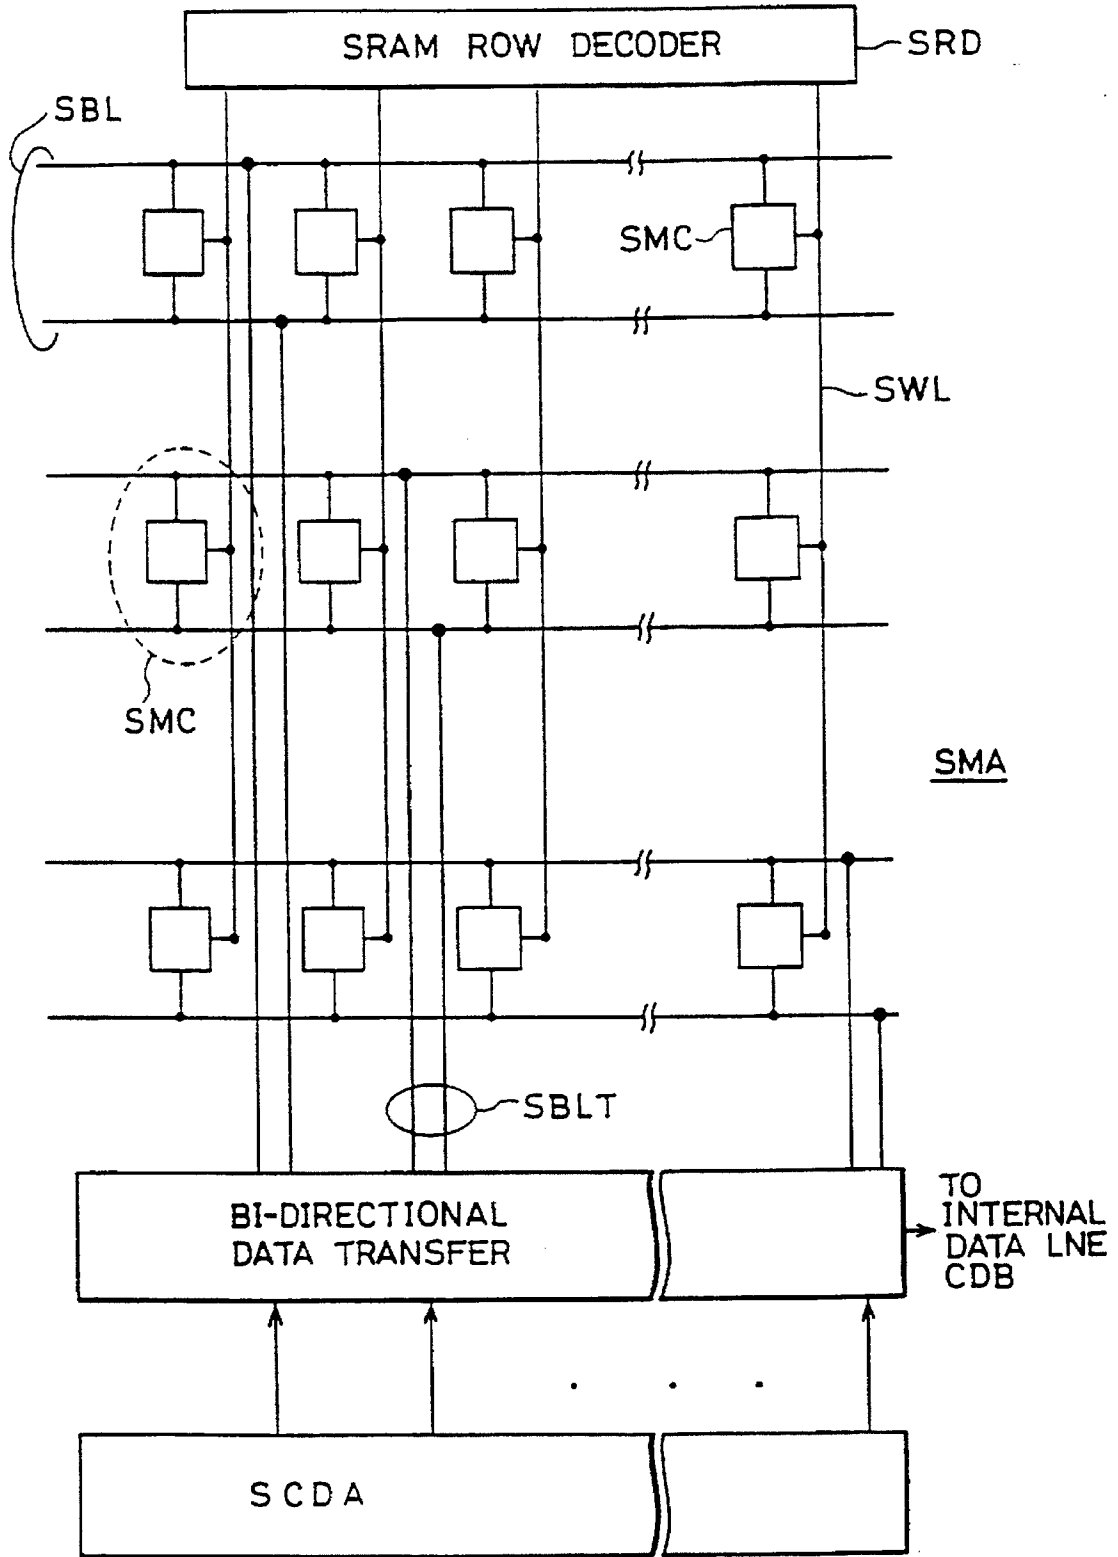 SRAM ROW DECODER
SRD
SBL
SMC
SWL
SMC
SMA
SBLT
BI-DIRECTIONAL
DATA TRANSFER
TO
INTERNAL
DATA LNE
CDB
SCDA